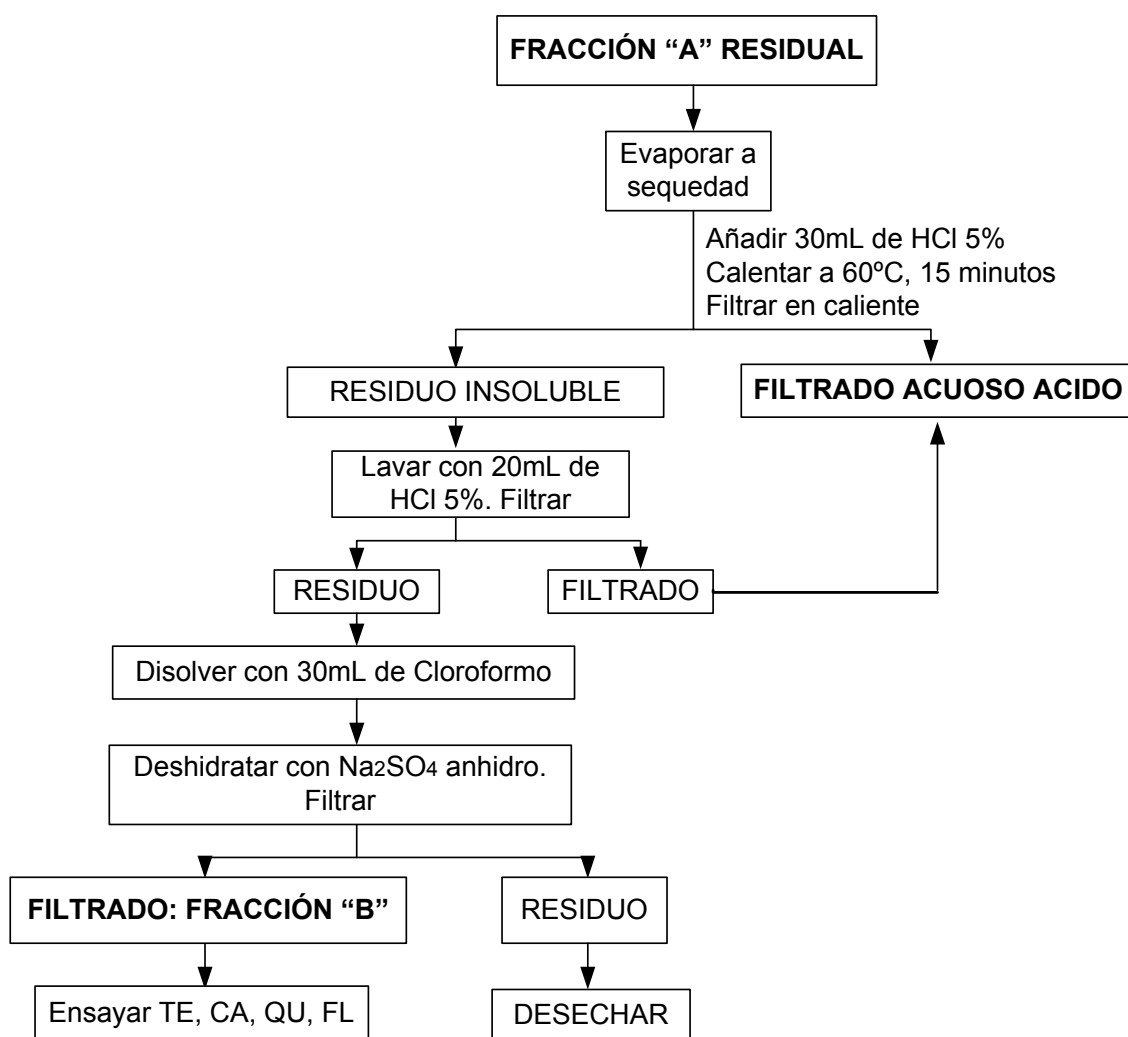 FRACCIÓN “A” RESIDUAL
Evaporar a
sequedad
Añadir 30mL de HCl 5%
Calentar a 60ºC, 15 minutos
Filtrar en caliente
RESIDUO INSOLUBLE
FILTRADO ACUOSO ACIDO
Lavar con 20mL de
HCl 5%. Filtrar
RESIDUO
FILTRADO
Disolver con 30mL de Cloroformo
Deshidratar con Na2SO4 anhidro.
Filtrar
FILTRADO: FRACCIÓN “B”
RESIDUO
Ensayar TE, CA, QU, FL
DESECHAR